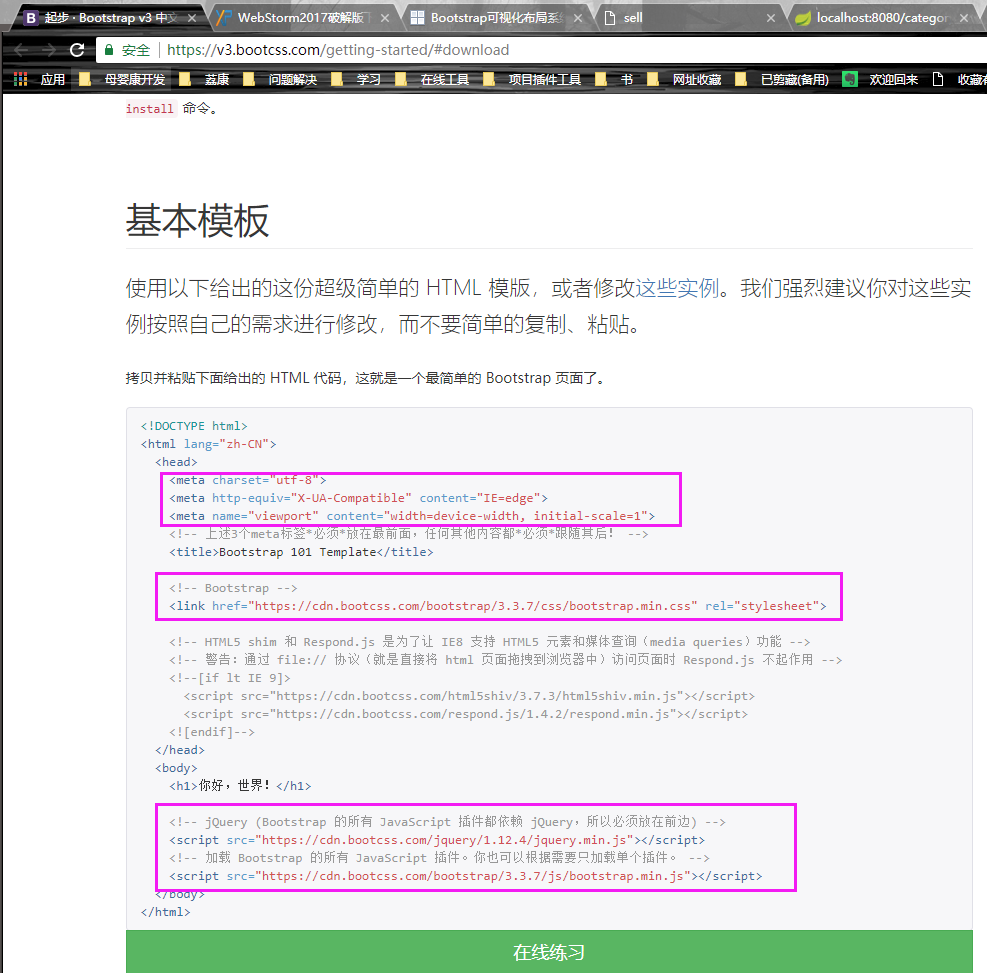 起步 · Bootstrap v3 中文
WebStorm2017破解版
Bootstrap可视化布局系
sell
localhost:8080/categor
安全
https://v3.bootcss.com/getting-started/#download
应用
母婴康开发
荔康
问题解决
学习
在线工具
项目插件工具
书
网址收藏
已剪藏(备用)
欢迎回来
收藏
install 命令。
基本模板
使用以下给出的这份超级简单的 HTML 模版，或者修改这些实例。我们强烈建议你对这些实
例按照自己的需求进行修改，而不要简单的复制、粘贴。
拷贝并粘贴下面给出的 HTML 代码，这就是一个最简单的 Bootstrap 页面了。
<!DOCTYPE html>
<html lang="zh-CN">
<head>
<meta charset="utf-8">
<meta http-equiv="X-UA-Compatible" content="IE=edge">
<meta name="viewport" content="width=device-width, initial-scale=1">
<!-- 上述3个meta标签*必须*放在最前面，任何其他内容都*必须*跟随其后！ -->
<title>Bootstrap 101 Template</title>
<!-- Bootstrap -->
<link href="https://cdn.bootcss.com/bootstrap/3.3.7/css/bootstrap.min.css" rel="stylesheet">
<!-- HTML5 shim 和 Respond.js 是为了让 IE8 支持 HTML5 元素和媒体查询（media queries）功能 -->
<!-- 警告：通过 file:// 协议（就是直接将 html 页面拖拽到浏览器中）访问页面时 Respond.js 不起作用 -->
<!--[if lt IE 9]>
<script src="https://cdn.bootcss.com/html5shiv/3.7.3/html5shiv.min.js"></script>
<script src="https://cdn.bootcss.com/respond.js/1.4.2/respond.min.js"></script>
<![endif]-->
</head>
<body>
<h1>你好，世界！</h1>
<!-- jQuery (Bootstrap 的所有 JavaScript 插件都依赖 jQuery，所以必须放在前边) -->
<script src="https://cdn.bootcss.com/jquery/1.12.4/jquery.min.js"></script>
<!-- 加载 Bootstrap 的所有 JavaScript 插件。你也可以根据需要只加载单个插件。 -->
<script src="https://cdn.bootcss.com/bootstrap/3.3.7/js/bootstrap.min.js"></script>
</body>
</html>
在线练习